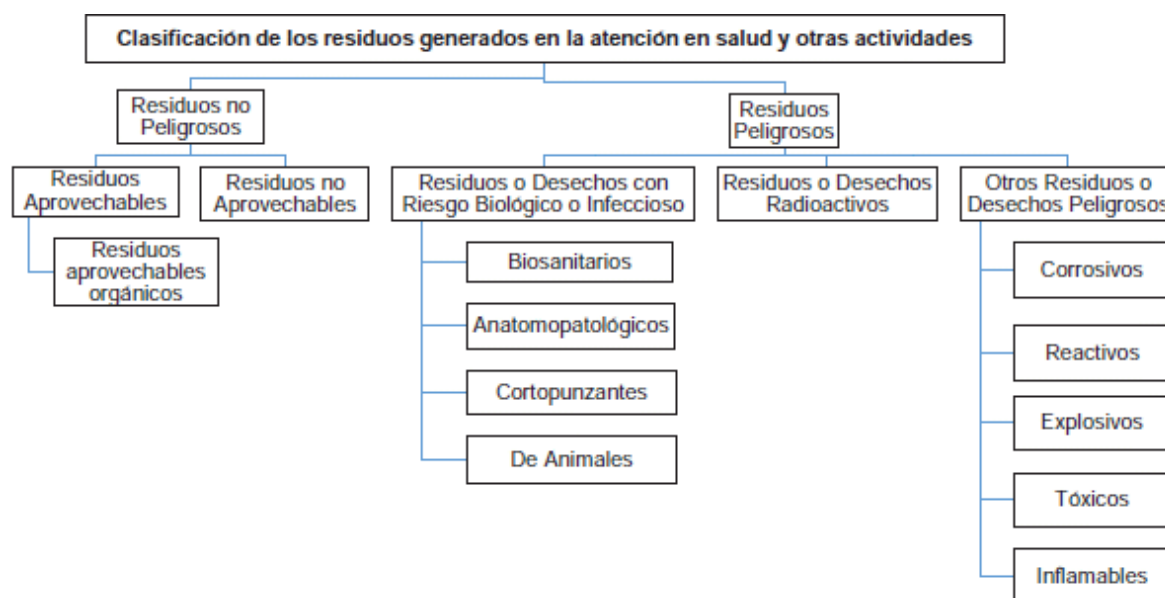 Clasificación de los residuos generados en la atención en salud y otras actividades
Residuos no
Peligrosos
Residuos
Peligrosos
Residuos
Aprovechables
Residuos no
Aprovechables
Residuos o Desechos con
Riesgo Biológico o Infeccioso
Residuos o Desechos
Radioactivos
Otros Residuos o
Desechos Peligrosos
Residuos
aprovechables
orgánicos
Biosanitarios
Anatomopatológicos
Cortopunzantes
De Animales
Corrosivos
Reactivos
Explosivos
Tóxicos
Inflamables